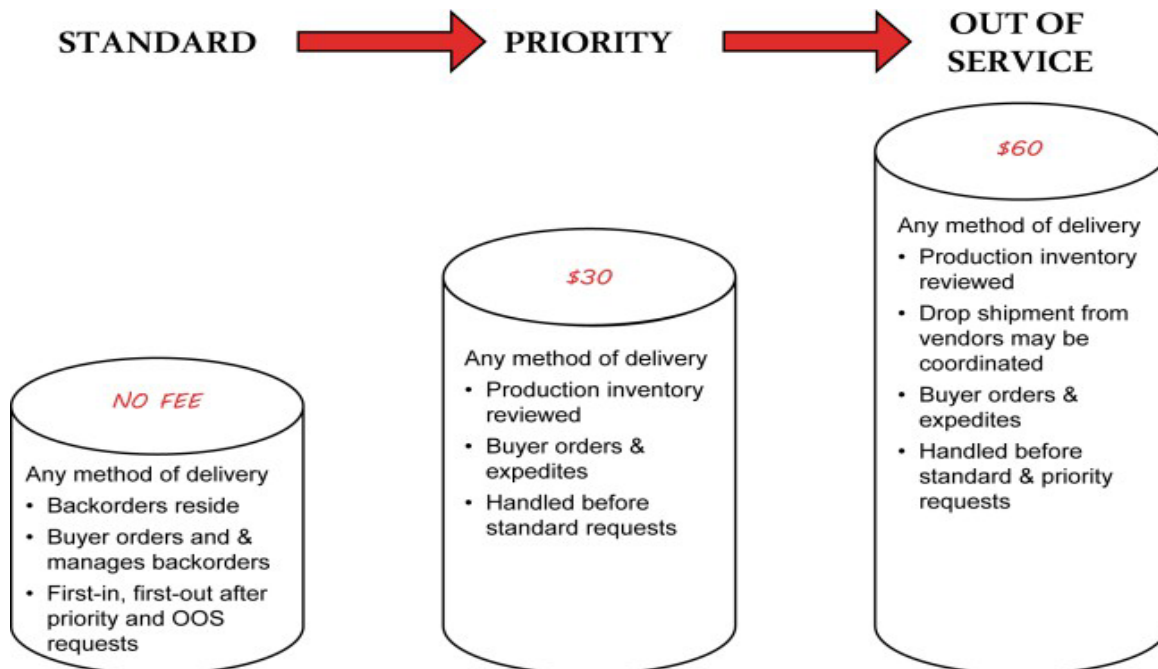 STANDARD
PRIORITY
OUT OF
SERVICE
NO FEE
Any method of delivery
• Backorders reside
• Buyer orders and &
manages backorders
• First-in, first-out after
priority and OOS
requests
$30
Any method of delivery
• Production inventory
reviewed
• Buyer orders &
expedites
• Handled before
standard requests
$60
Any method of delivery
• Production inventory
reviewed
• Drop shipment from
vendors may be
coordinated
• Buyer orders &
expedites
• Handled before
standard & priority
requests